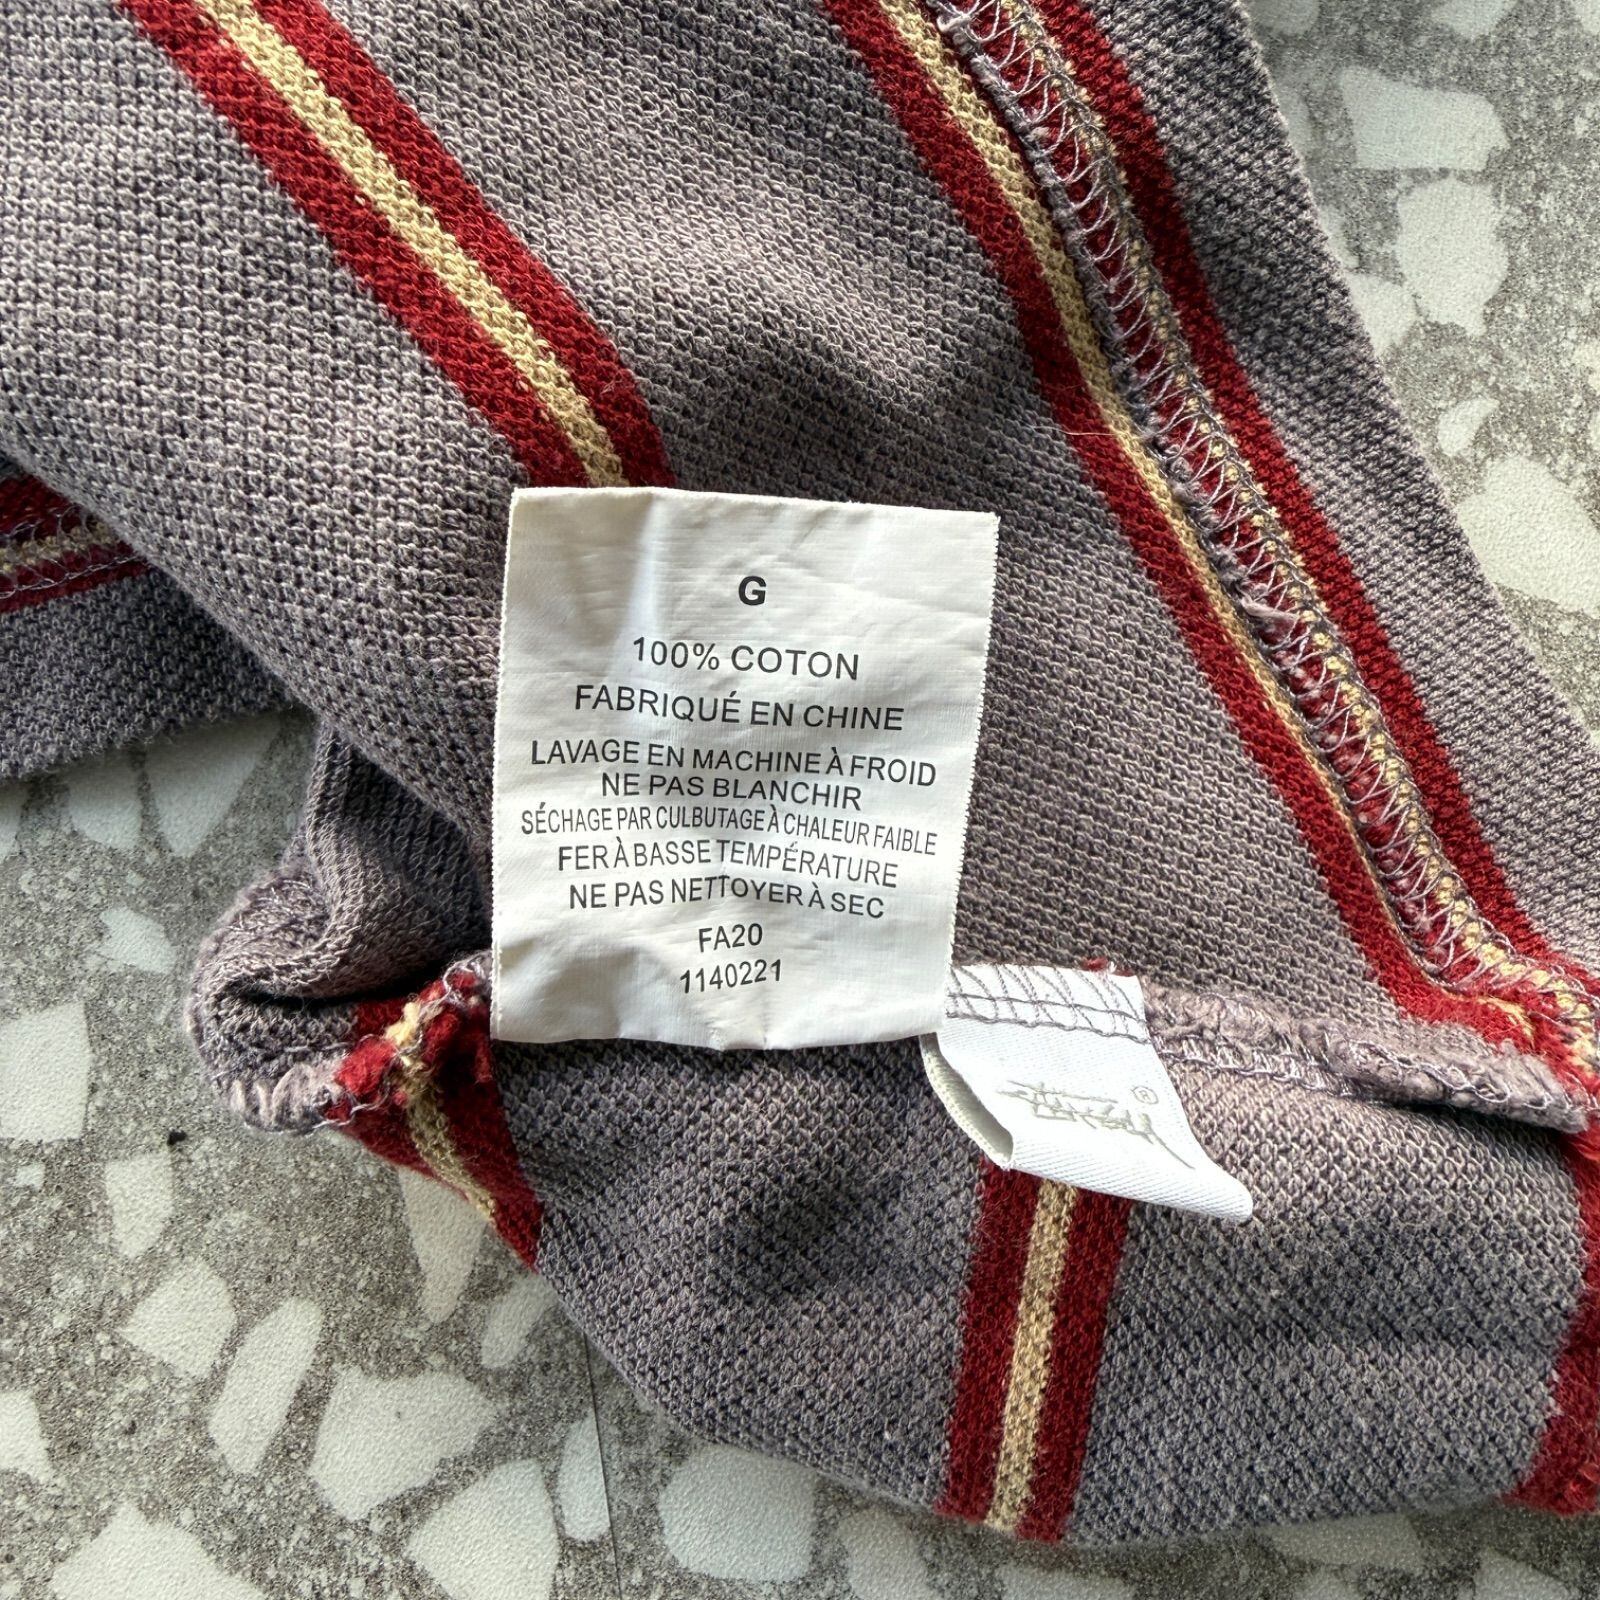 G
100% COTON
FABRIQUÉ EN CHINE
LAVAGE EN MACHINE À FROID
NE PAS BLANCHIR
SÉCHAGE PAR CULBUTAGE À CHALEUR FAIBLE
FER À BASSE TEMPÉRATURE
NE PAS NETTOYER À SEC
FA20
1140221